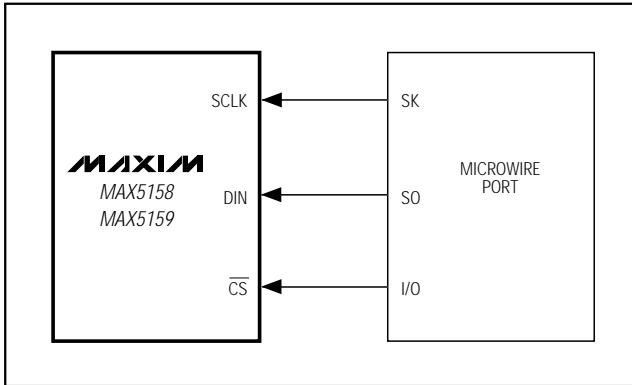 SCLK
SK
MAXIM
MAX5158
MAX5159
MICROWIRE
PORT
DIN
SO
CS
I/O